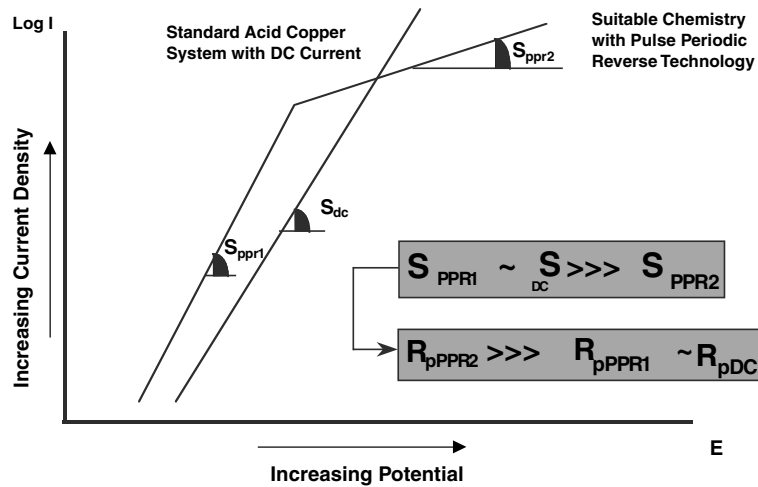 Log I
Standard Acid Copper
System with DC Current
Suitable Chemistry
with Pulse Periodic
Reverse Technology
Sppr2
Sdc
Sppr1
Increasing Current Density
S PPR1 ~ S DC >>> S PPR2
RpPPR2 >>> RpPPR1 ~ RpDC
E
Increasing Potential